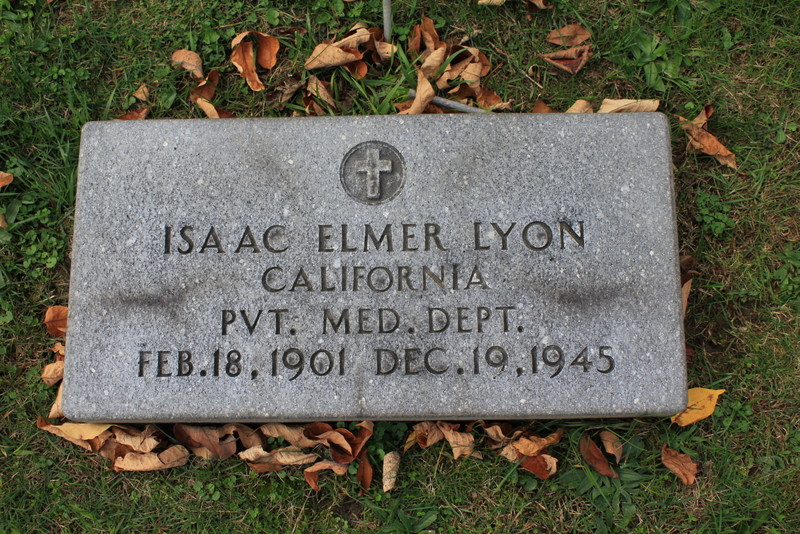 ISAAC ELMER LYON
CALIFORNIA
PVT. MED. DEPT.
FEB. 18, 1901 DEC. 19, 1945